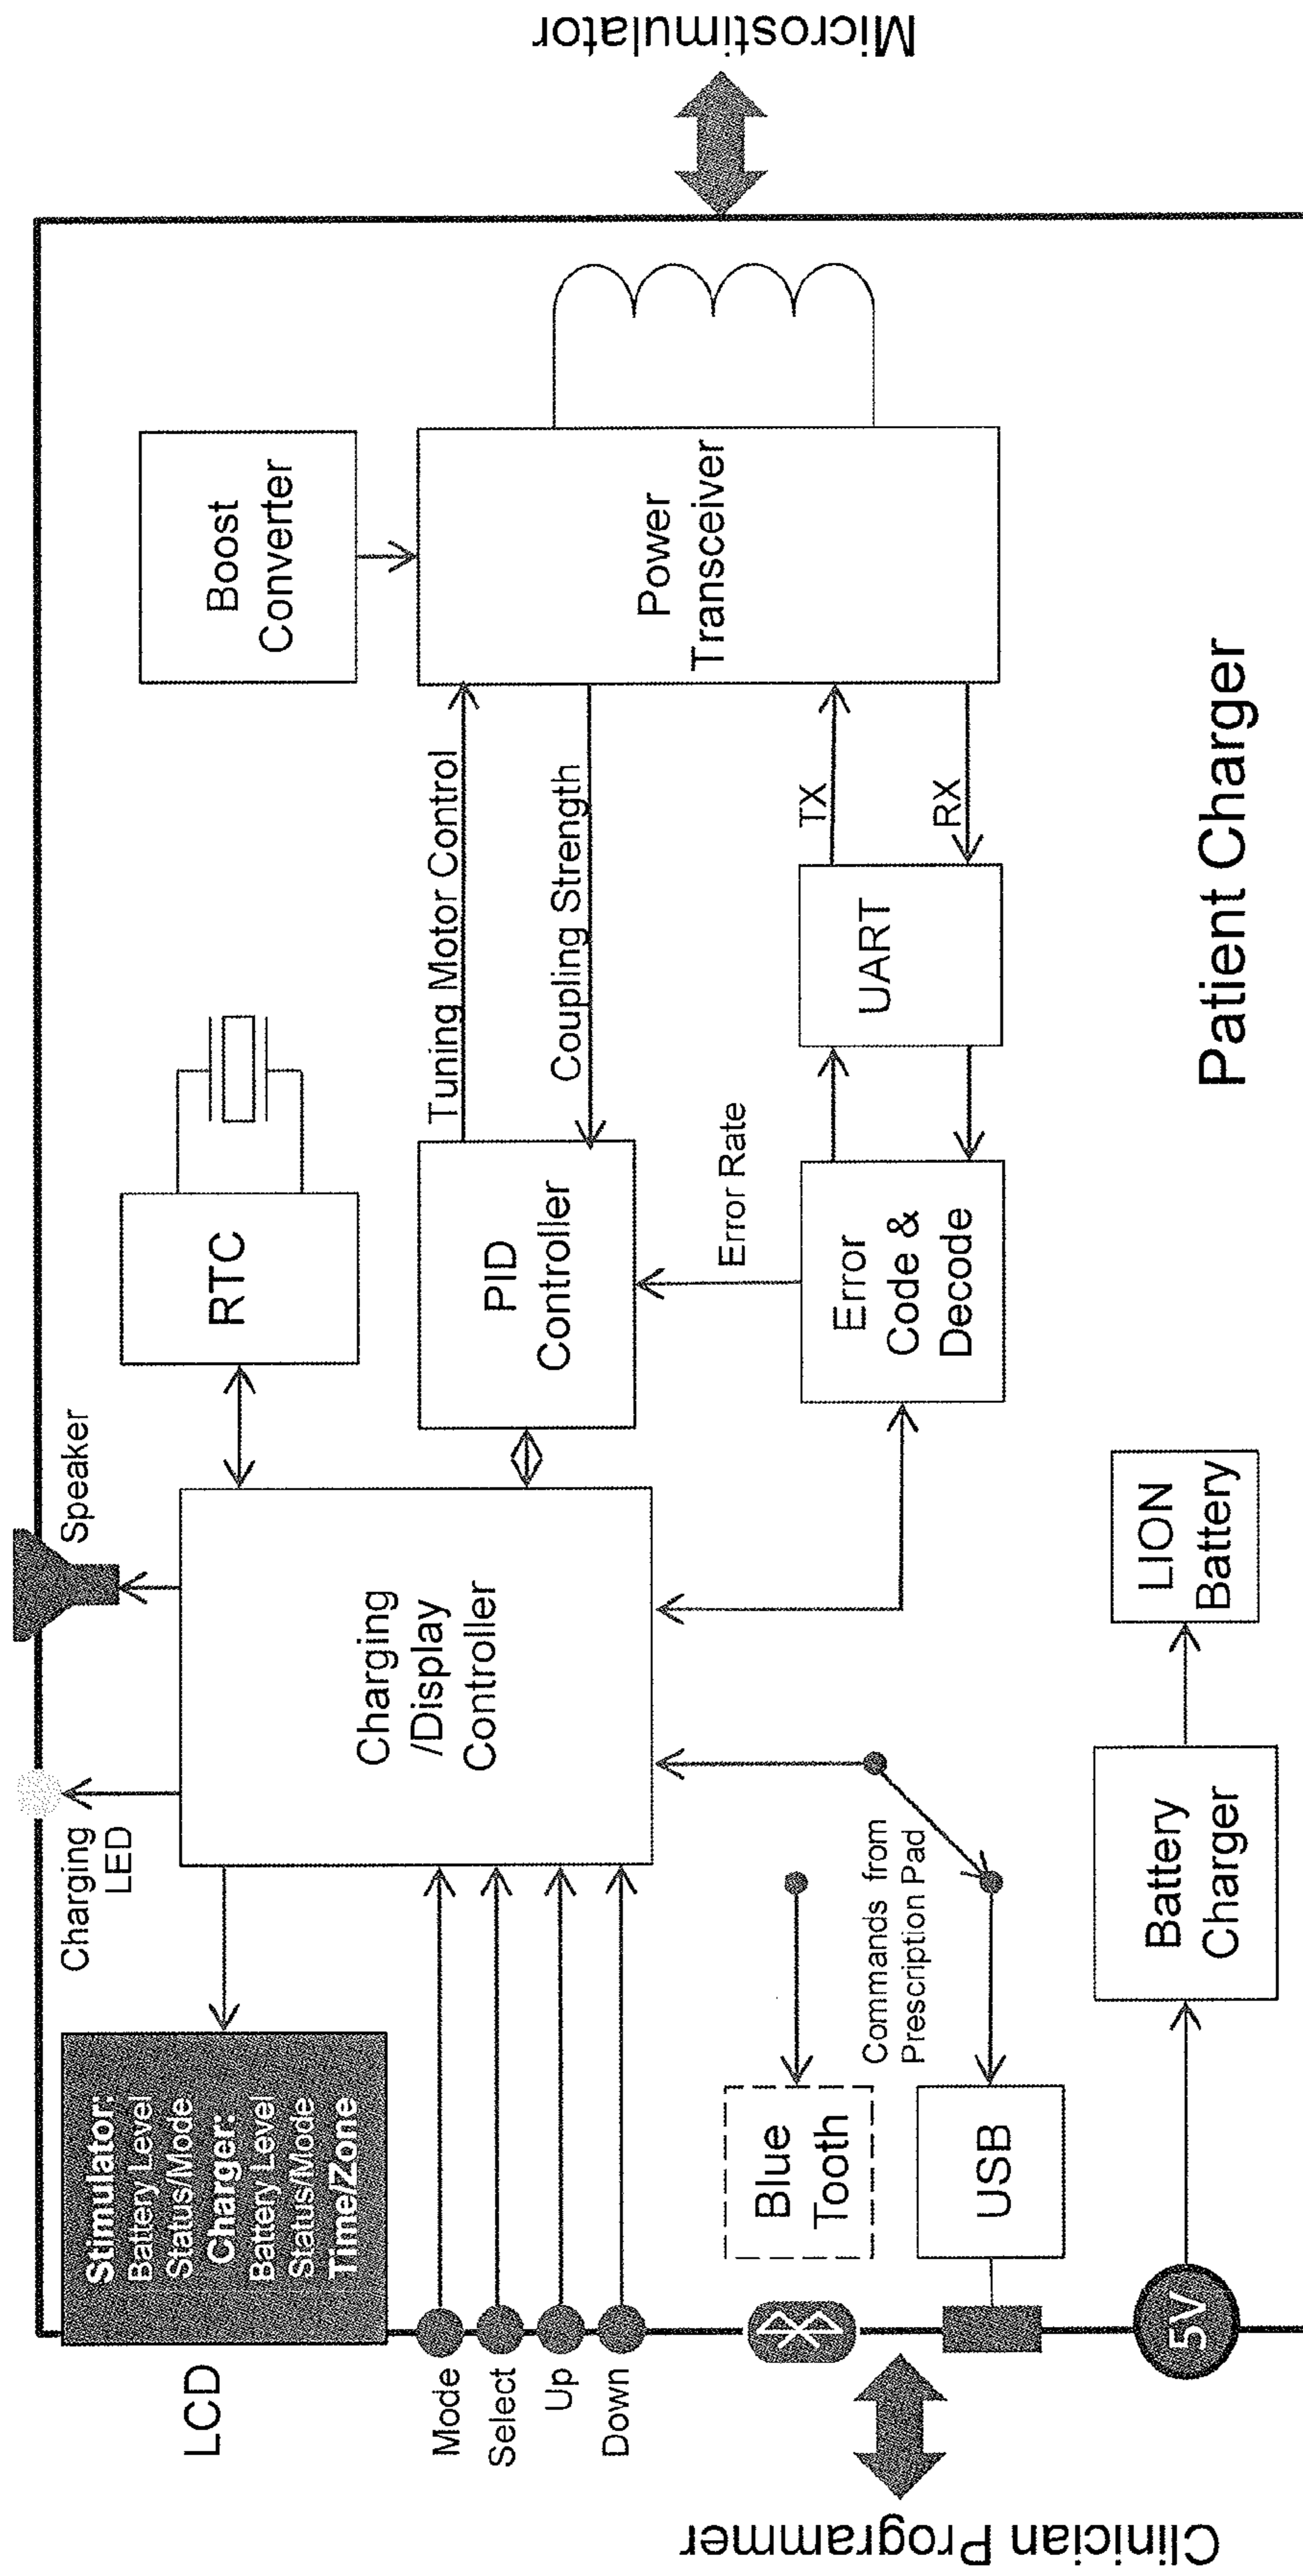 Microstimulator
Boost
Converter
Power
Transceiver
Tuning Motor Control
Coupling Strength
TX
RX
UART
RTC
PID
Controller
Error Rate
Error
Code &
Decode
Speaker
Charging
LED
Charging
/Display
Controller
LION
Battery
Battery
Charger
Commands from
Prescription Pad
LCD
Stimulator:
Battery Level
Status/Mode
Charger:
Battery Level
Status/Mode
Time/Zone
Mode
Select
Up
Down
Blue
Tooth
USB
5V
Clinician Programmer
Patient Charger